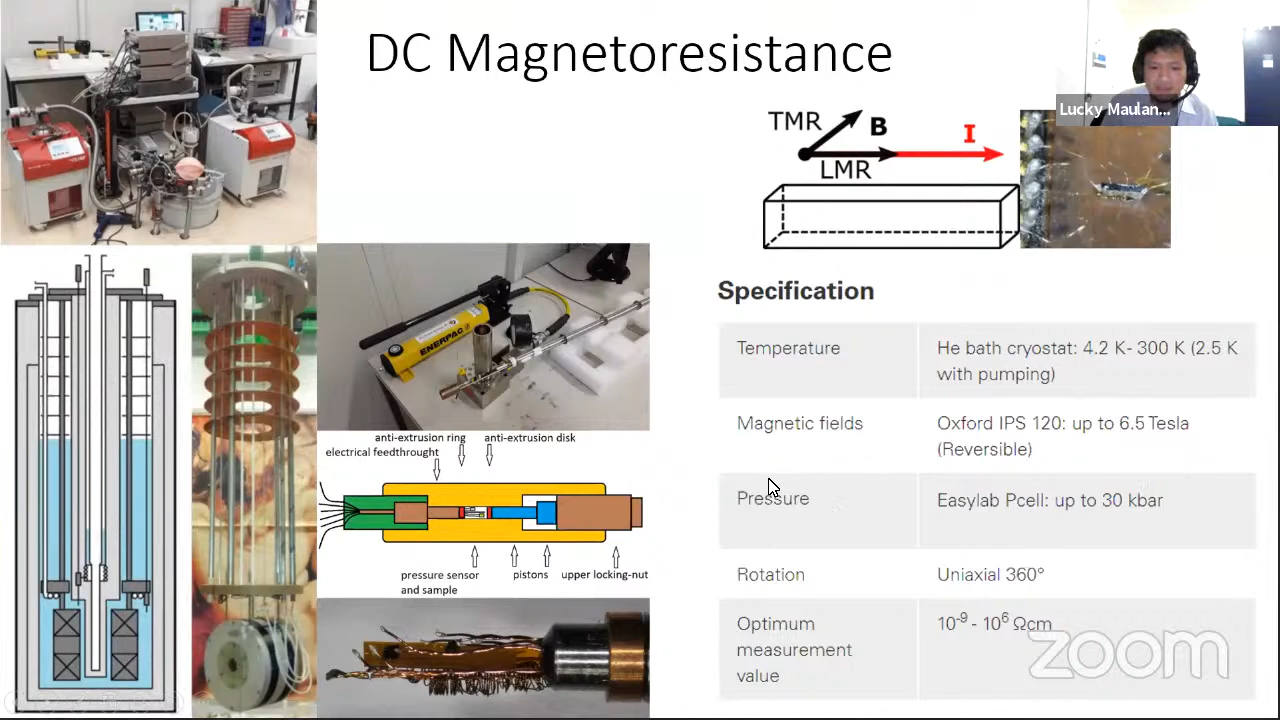 DC Magnetoresistance
Lucky Maulan...
TMR
B
I
LMR
ENERPAC
anti-extrusion ring
anti-extrusion disk
electrical feedthrought
pressure sensor
and sample
pistons
upper locking-nut
Specification
Temperature
He bath cryostat: 4.2 K- 300 K (2.5 K
with pumping)
Magnetic fields
Oxford IPS 120: up to 6.5 Tesla
(Reversible)
Pressure
Easylab Pcell: up to 30 kbar
Rotation
Uniaxial 360°
Optimum
measurement
value
10⁻⁹ - 10⁶ Ωcm
zoom